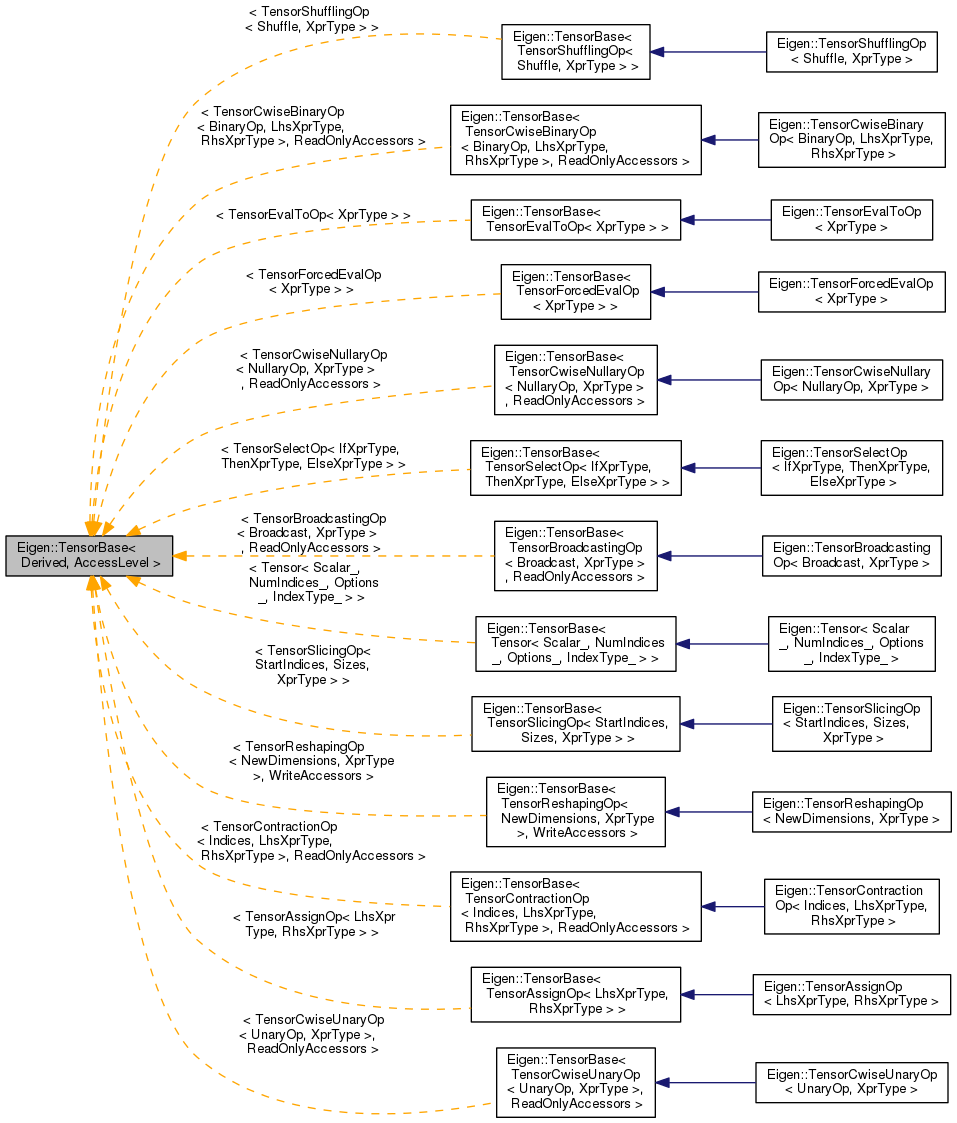 < TensorShufflingOp
< Shuffle, XprType > >
Eigen::TensorBase<
TensorShufflingOp<
Shuffle, XprType > >
Eigen::TensorShufflingOp
< Shuffle, XprType >
< TensorCwiseBinaryOp
< BinaryOp, LhsXprType,
RhsXprType >, ReadOnlyAccessors >
Eigen::TensorBase<
TensorCwiseBinaryOp
< BinaryOp, LhsXprType,
RhsXprType >, ReadOnlyAccessors >
Eigen::TensorCwiseBinary
Op< BinaryOp, LhsXprType,
RhsXprType >
< TensorEvalToOp< XprType > >
Eigen::TensorBase<
TensorEvalToOp< XprType > >
Eigen::TensorEvalToOp
< XprType >
< TensorForcedEvalOp
< XprType > >
Eigen::TensorBase<
TensorForcedEvalOp
< XprType > >
Eigen::TensorForcedEvalOp
< XprType >
< TensorCwiseNullaryOp
< NullaryOp, XprType >
, ReadOnlyAccessors >
Eigen::TensorBase<
TensorCwiseNullaryOp
< NullaryOp, XprType >
, ReadOnlyAccessors >
Eigen::TensorCwiseNullary
Op< NullaryOp, XprType >
< TensorSelectOp< IfXprType,
ThenXprType, ElseXprType > >
Eigen::TensorBase<
TensorSelectOp< IfXprType,
ThenXprType, ElseXprType > >
Eigen::TensorSelectOp
< IfXprType, ThenXprType,
ElseXprType >
Eigen::TensorBase<
Derived, AccessLevel >
< TensorBroadcastingOp
< Broadcast, XprType >
, ReadOnlyAccessors >
Eigen::TensorBase<
TensorBroadcastingOp
< Broadcast, XprType >
, ReadOnlyAccessors >
Eigen::TensorBroadcasting
Op< Broadcast, XprType >
< Tensor< Scalar_,
NumIndices_, Options
_, IndexType_ > >
Eigen::TensorBase<
Tensor< Scalar_, NumIndices
_, Options_, IndexType_ > >
Eigen::Tensor< Scalar
_, NumIndices_, Options
_, IndexType_ >
< TensorSlicingOp<
StartIndices, Sizes,
XprType > >
Eigen::TensorBase<
TensorSlicingOp< StartIndices,
Sizes, XprType > >
Eigen::TensorSlicingOp
< StartIndices, Sizes,
XprType >
< TensorReshapingOp
< NewDimensions, XprType
>, WriteAccessors >
Eigen::TensorBase<
TensorReshapingOp<
NewDimensions, XprType
>, WriteAccessors >
Eigen::TensorReshapingOp
< NewDimensions, XprType >
< TensorContractionOp
< Indices, LhsXprType,
RhsXprType >, ReadOnlyAccessors >
Eigen::TensorBase<
TensorContractionOp
< Indices, LhsXprType,
RhsXprType >, ReadOnlyAccessors >
Eigen::TensorContraction
Op< Indices, LhsXprType,
RhsXprType >
< TensorAssignOp< LhsXpr
Type, RhsXprType > >
Eigen::TensorBase<
TensorAssignOp< LhsXprType,
RhsXprType > >
Eigen::TensorAssignOp
< LhsXprType, RhsXprType >
< TensorCwiseUnaryOp
< UnaryOp, XprType >,
ReadOnlyAccessors >
Eigen::TensorBase<
TensorCwiseUnaryOp
< UnaryOp, XprType >,
ReadOnlyAccessors >
Eigen::TensorCwiseUnaryOp
< UnaryOp, XprType >